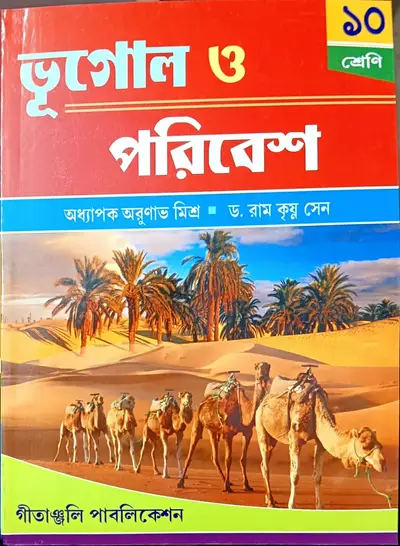 ভূগোল ও
পরিবেশ
১০
শ্রেণি
অধ্যাপক অরুণাভ মিশ্র ▪ ড. রাম কৃষ্ণ সেন
গীতাঞ্জলি পাবলিকেশন